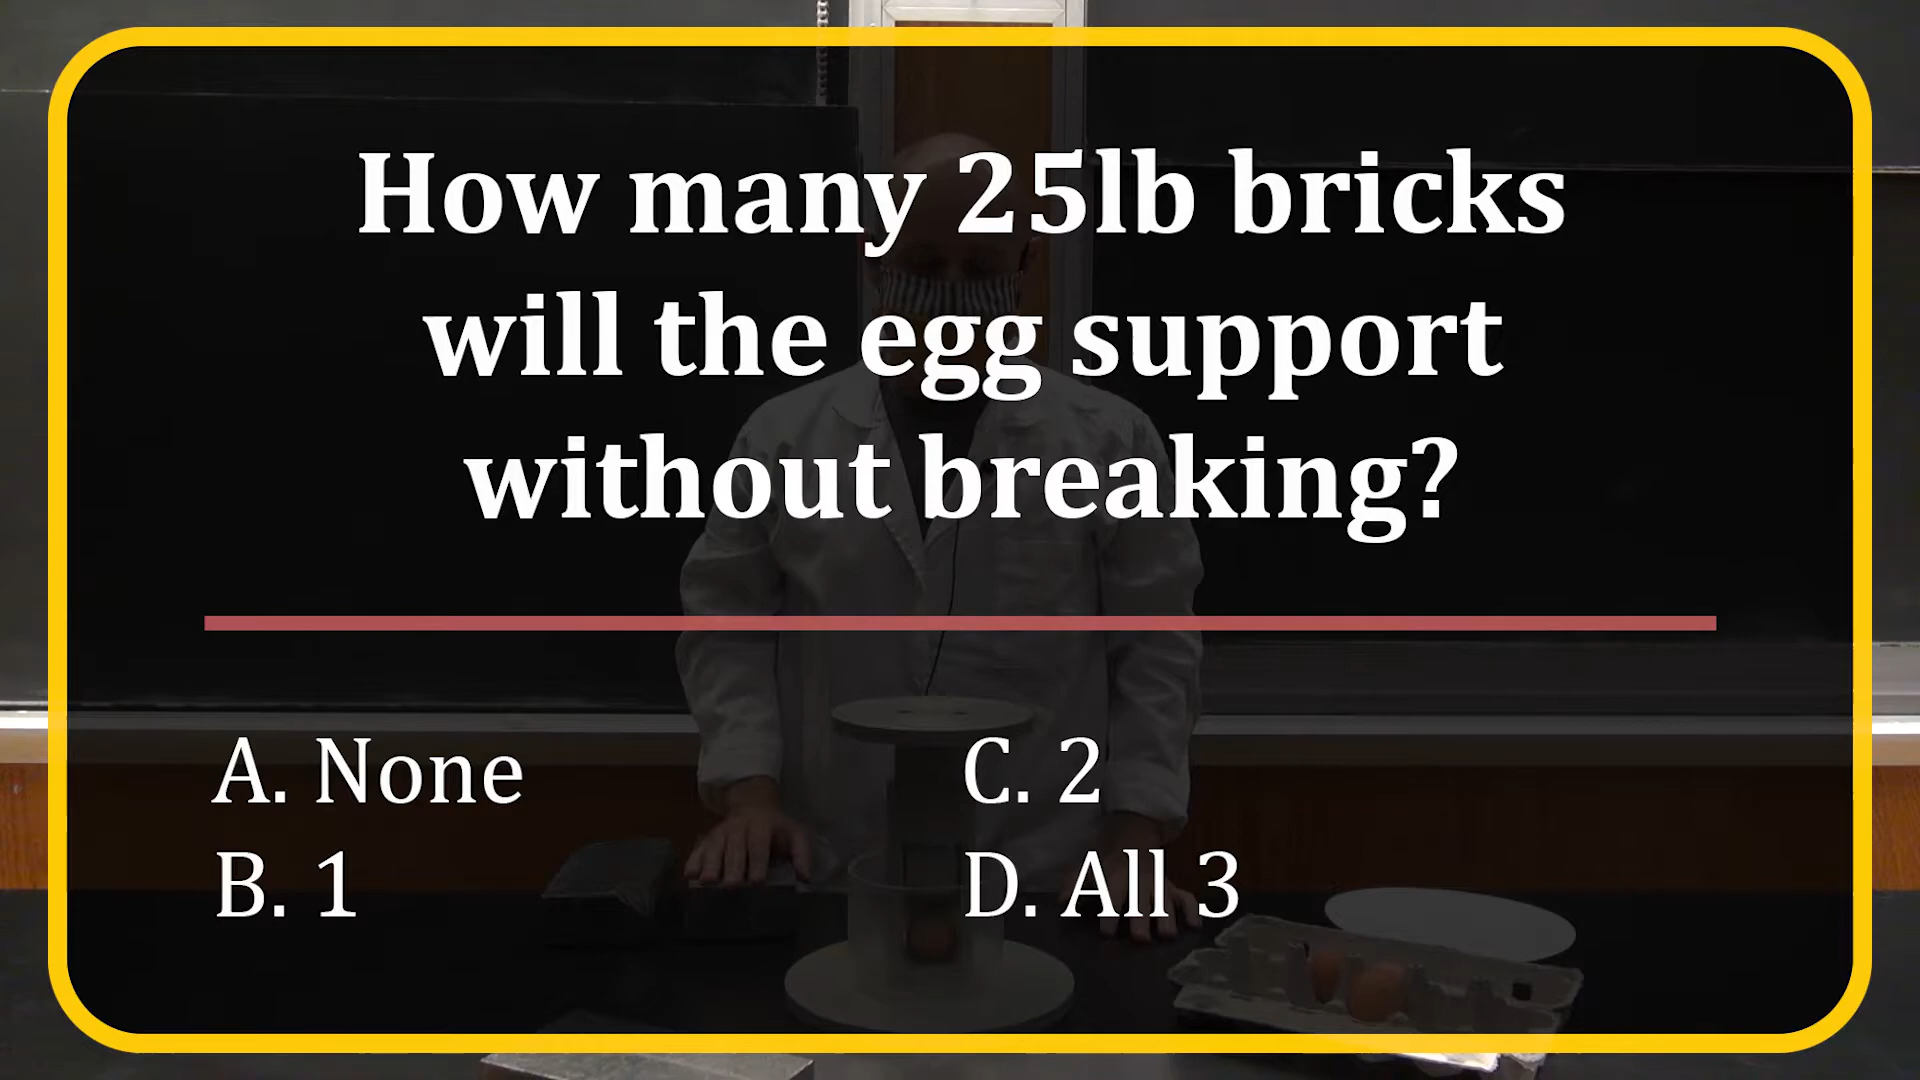 How many 25lb bricks
will the egg support
without breaking?
A. None
C. 2
B. 1
D. All 3